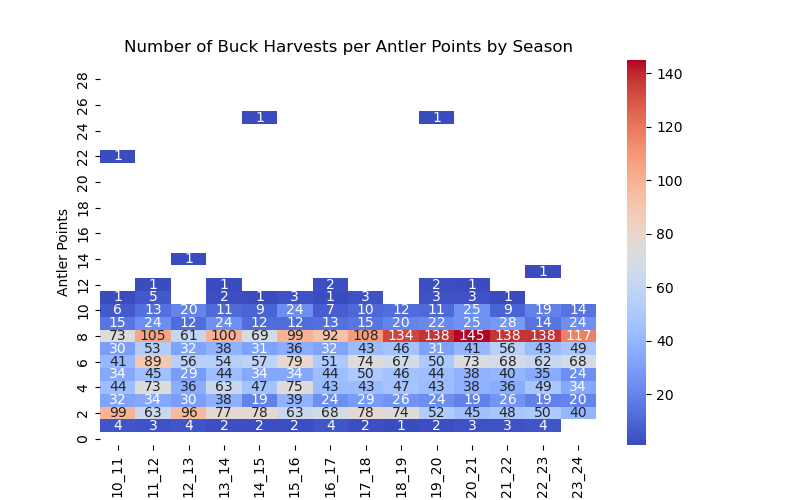 Number of Buck Harvests per Antler Points by Season
Antler Points
28
26
1 1
24
22 1
20
18
16
14 1
1
12 1 1 2 2 1
1 5 2 1 3 1 3 3 3 1
10 6 13 20 11 9 24 7 10 12 11 25 9 19 14
15 24 12 24 12 12 13 15 20 22 25 28 14 24
8 73 105 61 100 69 99 92 108 134 138 145 138 138 117
30 53 32 38 31 36 32 43 46 31 41 56 43 49
6 41 89 56 54 57 79 51 74 67 50 73 68 62 68
34 45 29 44 34 34 44 50 46 44 38 40 35 24
4 44 73 36 63 47 75 43 43 47 43 38 36 49 34
32 34 30 38 19 39 24 29 26 24 19 26 19 20
2 99 63 96 77 78 63 68 78 74 52 45 48 50 40
4 3 4 2 2 2 4 2 1 2 3 3 4
0
10_11 11_12 12_13 13_14 14_15 15_16 16_17 17_18 18_19 19_20 20_21 21_22 22_23 23_24
140
120
100
80
60
40
20